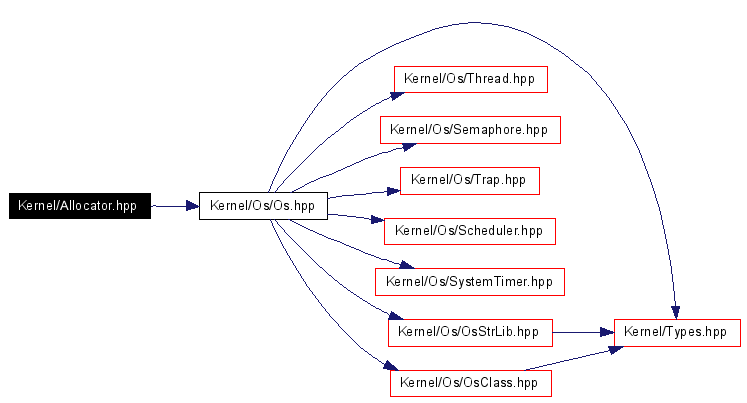 Kernel/Os/Thread.hpp
Kernel/Os/Semaphore.hpp
Kernel/Os/Trap.hpp
Kernel/Allocator.hpp
Kernel/Os/Os.hpp
Kernel/Os/Scheduler.hpp
Kernel/Os/SystemTimer.hpp
Kernel/Os/OsStrLib.hpp
Kernel/Types.hpp
Kernel/Os/OsClass.hpp